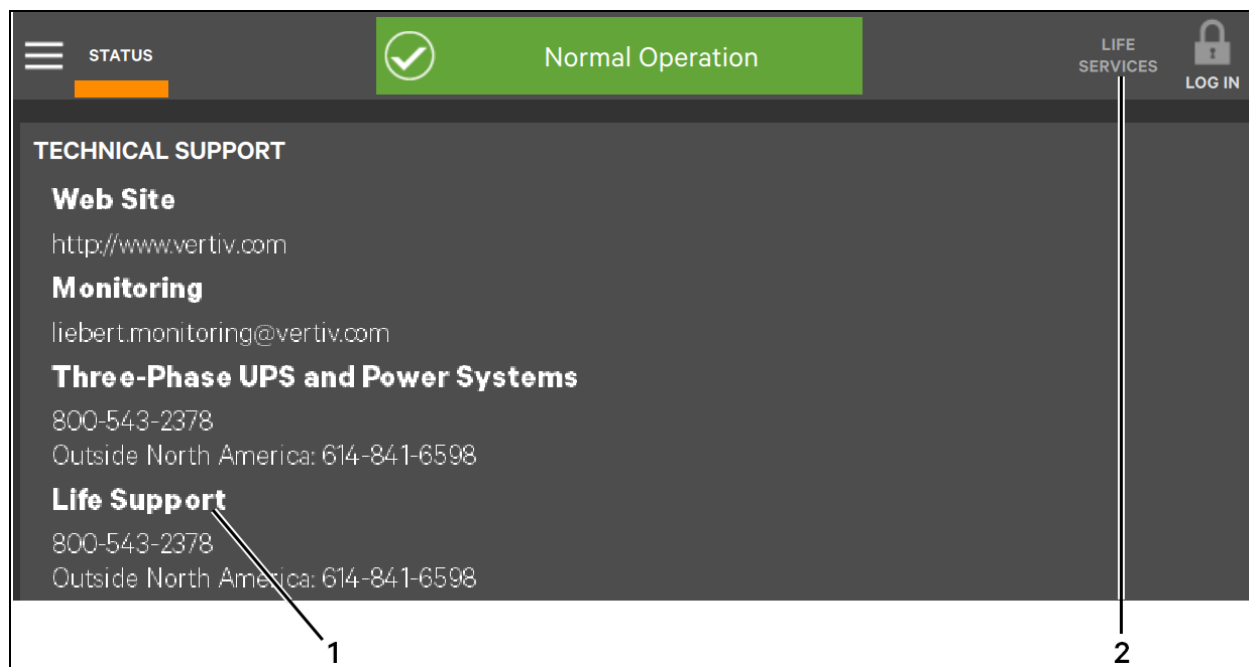 STATUS
Normal Operation
LIFE
SERVICES
LOG IN
TECHNICAL SUPPORT
Web Site
http://www.vertiv.com
Monitoring
liebert.monitoring@vertiv.com
Three-Phase UPS and Power Systems
800-543-2378
Outside North America: 614-841-6598
Life Support
800-543-2378
Outside North America: 614-841-6598
1
2